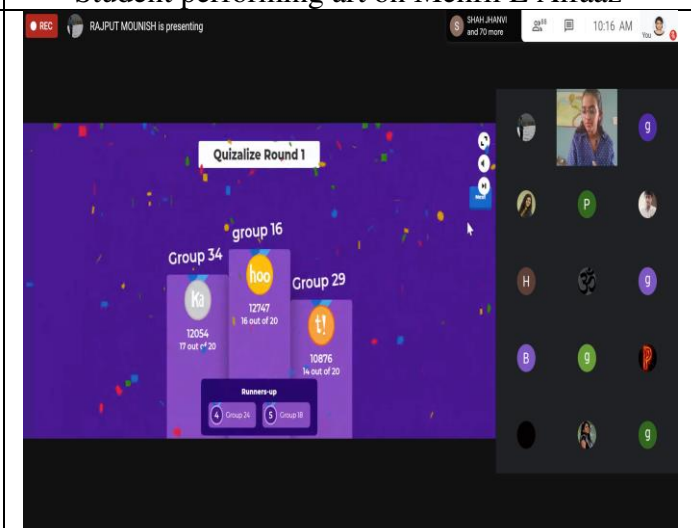 Student performing art on Mehfil E Alfaaz
REC
RAJPUT MOUNISH is presenting
S
SHAH JHANVI
and 70 more
10:16 AM
You
Quizalize Round 1
Next
group 16
Group 34
Group 29
Ka
hoo
t!
12747
16 out of 20
12054
17 out of 20
10876
14 out of 20
Runners-up
4 Group 24
5 Group 18
g
P
H
g
B
g
g